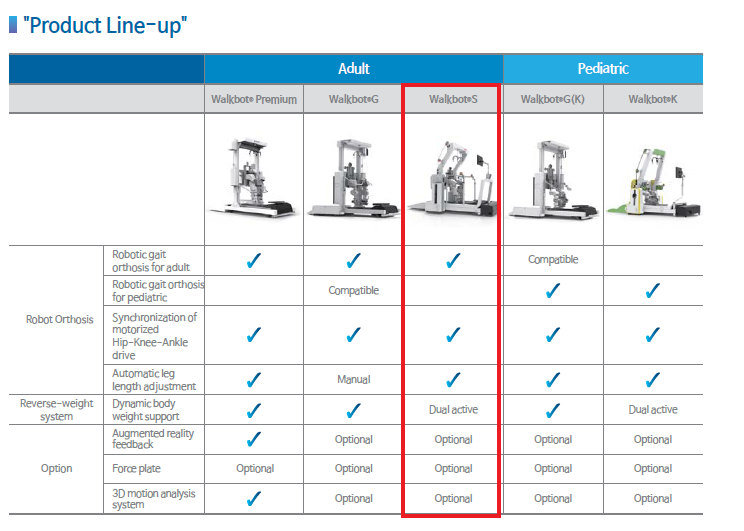 "Product Line-up"
Adult Pediatric
Walkbot® Premium Walkbot®G Walkbot®S Walkbot®G(K) Walkbot®K
Robot Orthosis
Robotic gait
orthosis for adult ✓ ✓ ✓ Compatible
Robotic gait orthosis
for pediatric Compatible ✓ ✓
Synchronization of
motorized
Hip-Knee-Ankle
drive ✓ ✓ ✓ ✓ ✓
Automatic leg
length adjustment ✓ Manual ✓ ✓ ✓
Reverse-weight
system
Dynamic body
weight support ✓ ✓ Dual active ✓ Dual active
Option
Augmented reality
feedback ✓ Optional Optional Optional Optional
Force plate Optional Optional Optional Optional Optional
3D motion analysis
system ✓ Optional Optional Optional Optional